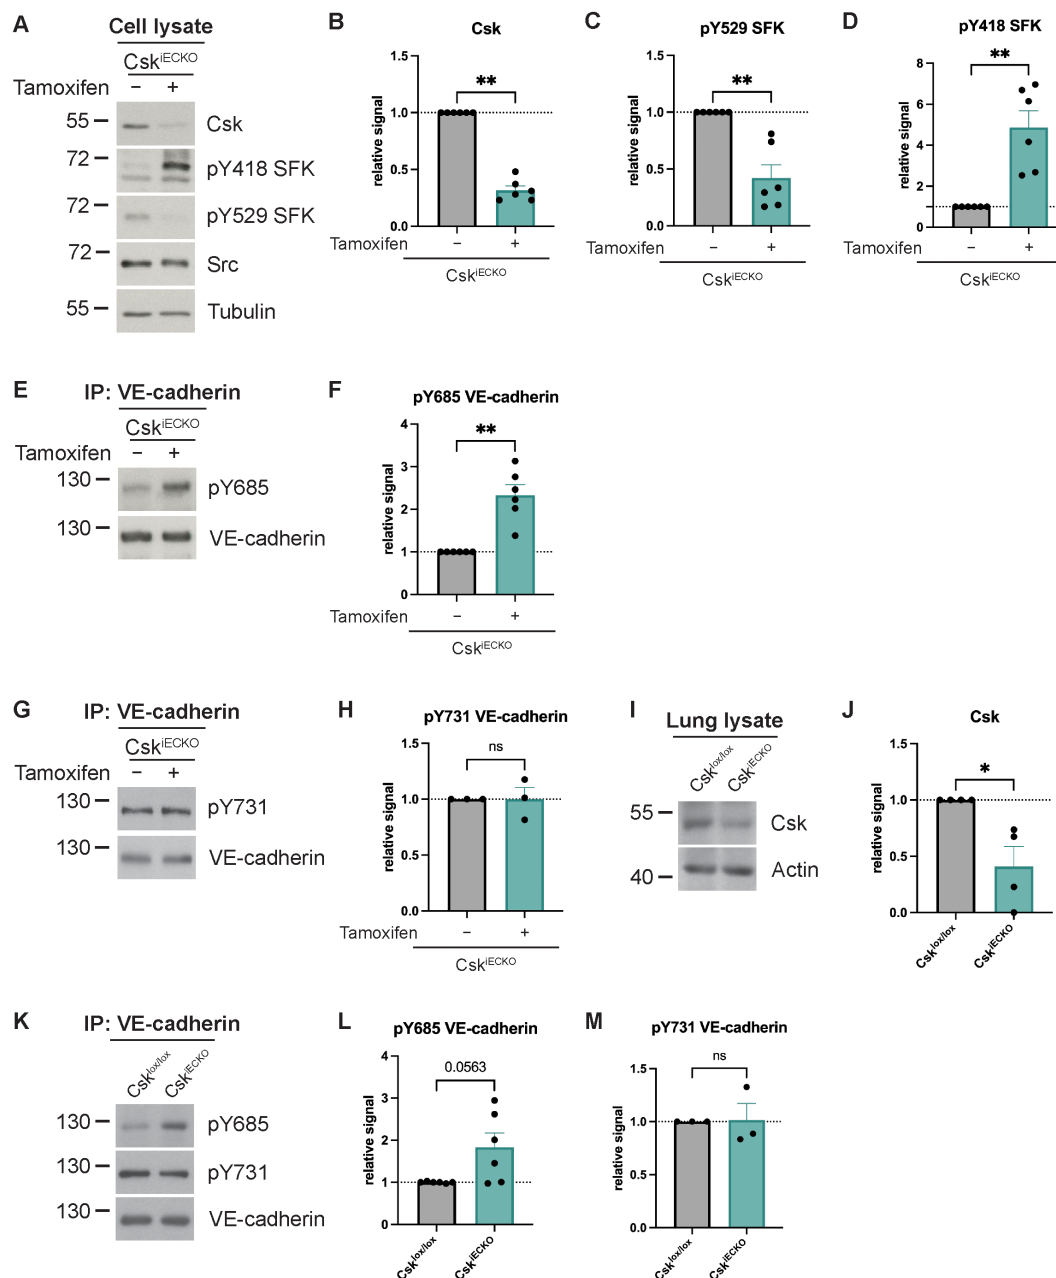 A
Cell lysate
CskiECKO
Tamoxifen − +
55 Csk
72 pY418 SFK
72 pY529 SFK
72 Src
55 Tubulin
B
Csk
relative signal
1.5
1.0
0.5
0.0
**
Tamoxifen − +
CskiECKO
C
pY529 SFK
relative signal
1.5
1.0
0.5
0.0
**
Tamoxifen − +
CskiECKO
D
pY418 SFK
relative signal
8
6
4
2
0
**
Tamoxifen − +
CskiECKO
E
IP: VE-cadherin
CskiECKO
Tamoxifen − +
130 pY685
130 VE-cadherin
F
pY685 VE-cadherin
relative signal
4
3
2
1
0
**
Tamoxifen − +
CskiECKO
G
IP: VE-cadherin
CskiECKO
Tamoxifen − +
130 pY731
130 VE-cadherin
H
pY731 VE-cadherin
relative signal
1.5
1.0
0.5
0.0
ns
Tamoxifen − +
CskiECKO
I
Lung lysate
Csklox/lox CskiECKO
55 Csk
40 Actin
J
Csk
relative signal
1.5
1.0
0.5
0.0
*
Csklox/lox CskiECKO
K
IP: VE-cadherin
Csklox/lox CskiECKO
130 pY685
130 pY731
130 VE-cadherin
L
pY685 VE-cadherin
relative signal
4
3
2
1
0
0.0563
Csklox/lox CskiECKO
M
pY731 VE-cadherin
relative signal
1.5
1.0
0.5
0.0
ns
Csklox/lox CskiECKO